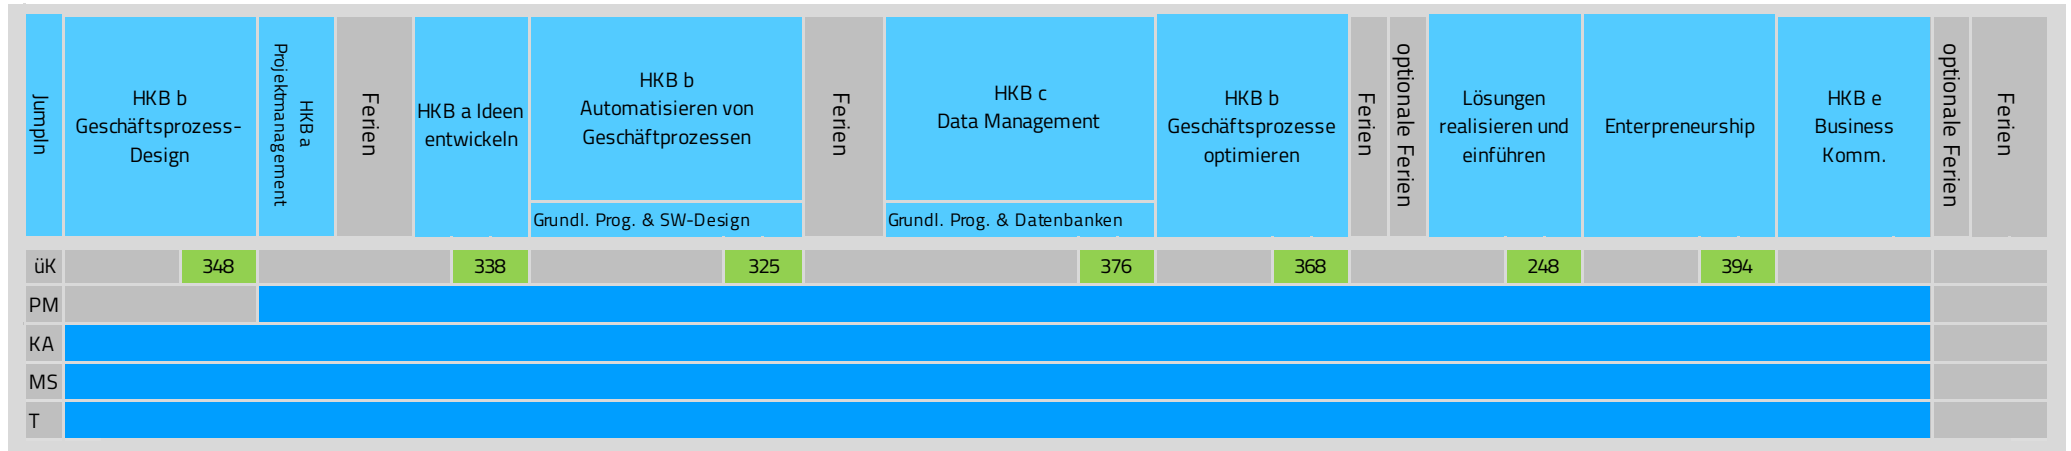 JumpIn
HKB b
Geschäftsprozess-
Design
HKB a
Projektmanagement
Ferien
HKB a Ideen
entwickeln
HKB b
Automatisieren von
Geschäftprozessen
Grundl. Prog. & SW-Design
Ferien
HKB c
Data Management
Grundl. Prog. & Datenbanken
HKB b
Geschäftsprozesse
optimieren
Ferien
optionale Ferien
Lösungen
realisieren und
einführen
Enterpreneurship
HKB e
Business
Komm.
optionale Ferien
Ferien
üK 348 338 325 376 368 248 394
PM
KA
MS
T